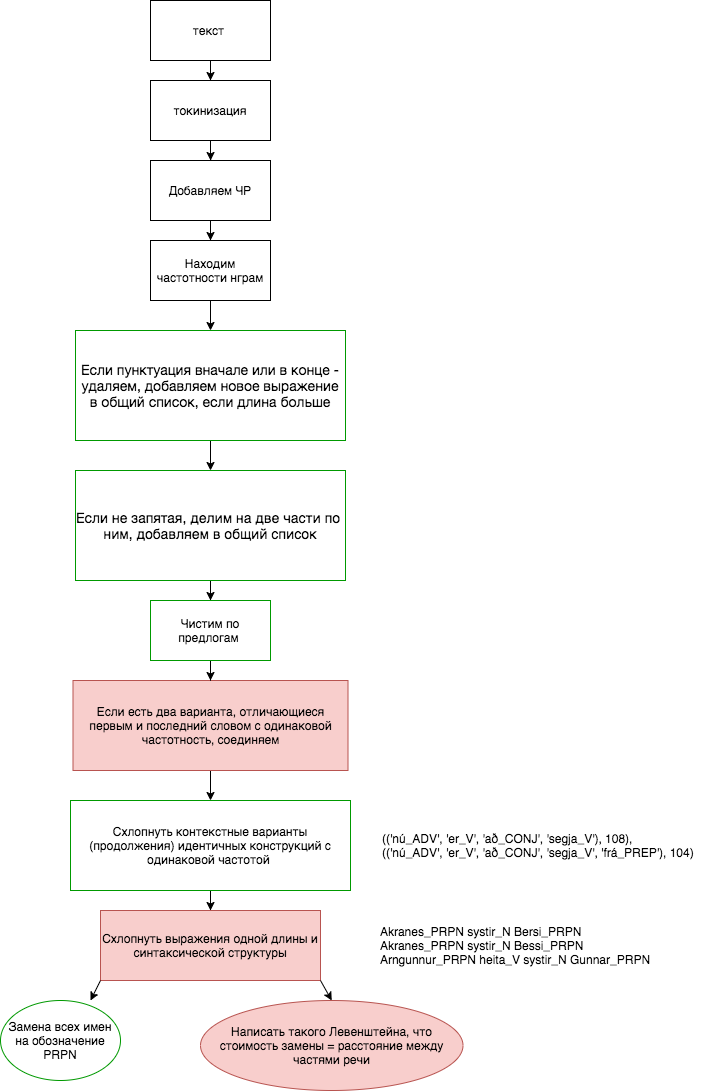 текст
токинизация
Добавляем ЧР
Находим
частотности нграм
Если пунктуация вначале или в конце -
удаляем, добавляем новое выражение
в общий список, если длина больше
Если не запятая, делим на две части по
ним, добавляем в общий список
Чистим по
предлогам
Если есть два варианта, отличающиеся
первым и последний словом с одинаковой
частотность, соединяем
Схлопнуть контекстные варианты
(продолжения) идентичных конструкций с
одинаковой частотой
(('nú_ADV', 'er_V', 'að_CONJ', 'segja_V'), 108),
(('nú_ADV', 'er_V', 'að_CONJ', 'segja_V', 'frá_PREP'), 104)
Схлопнуть выражения одной длины и
синтаксической структуры
Akranes_PRPN systir_N Bersi_PRPN
Akranes_PRPN systir_N Bessi_PRPN
Arngunnur_PRPN heita_V systir_N Gunnar_PRPN
Замена всех имен
на обозначение
PRPN
Написать такого Левенштейна, что
стоимость замены = расстояние между
частями речи